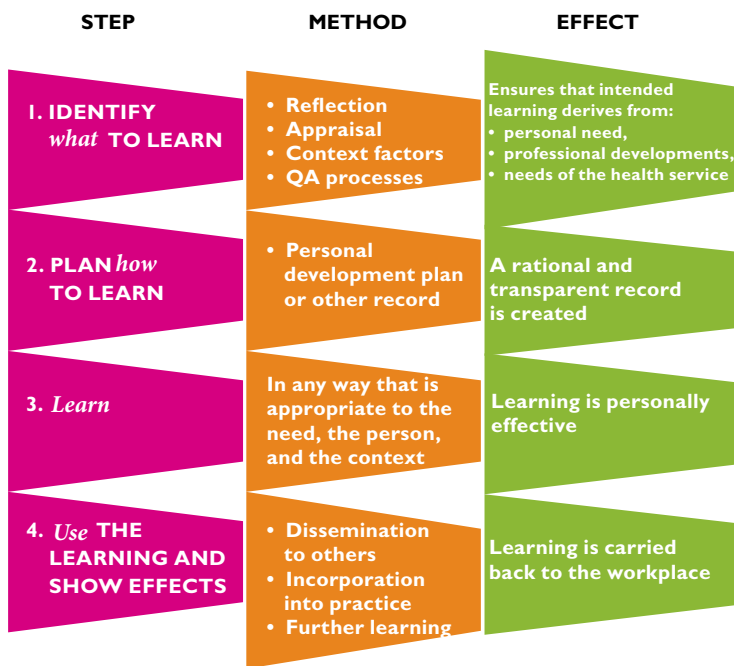 STEP
METHOD
EFFECT
1. IDENTIFY
what TO LEARN
• Reflection
• Appraisal
• Context factors
• QA processes
Ensures that intended
learning derives from:
• personal need,
• professional developments,
• needs of the health service
2. PLAN how
TO LEARN
• Personal
development plan
or other record
A rational and
transparent record
is created
3. Learn
In any way that is
appropriate to the
need, the person,
and the context
Learning is personally
effective
4. Use THE
LEARNING AND
SHOW EFFECTS
• Dissemination
to others
• Incorporation
into practice
• Further learning
Learning is carried
back to the workplace